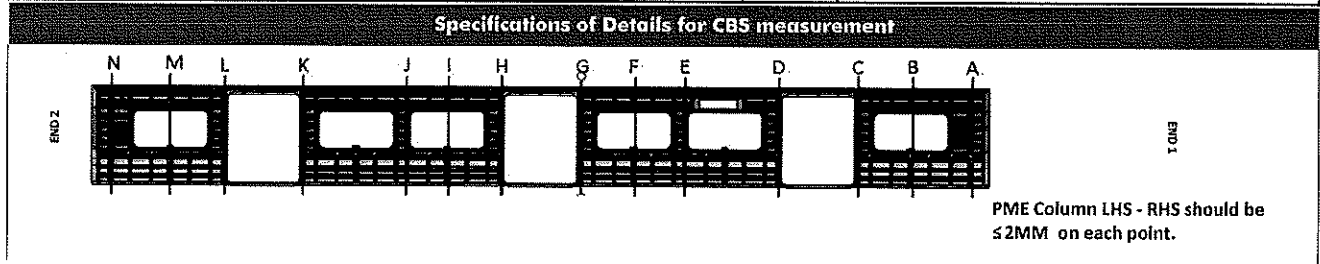 Specifications of Details for CBS measurement
N M L K J I H G F E D C B A
END 2
END 1
PME Column LHS - RHS should be
≤2MM on each point.